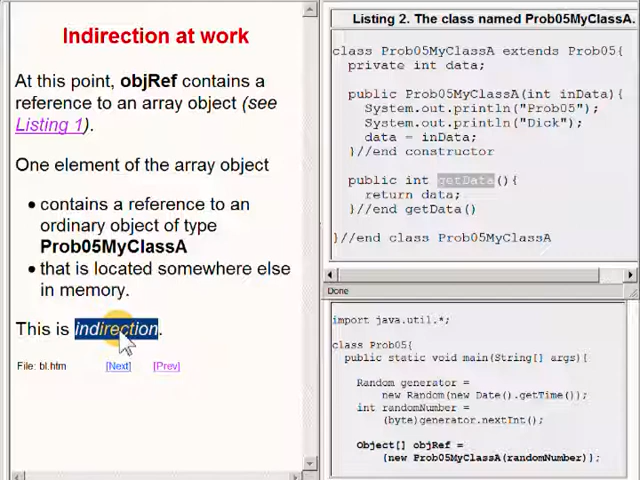 Indirection at work
At this point, objRef contains a
reference to an array object (see
Listing 1).
One element of the array object
• contains a reference to an
ordinary object of type
Prob05MyClassA
• that is located somewhere else
in memory.
This is indirection.
File: bl.htm [Next] [Prev]
Listing 2. The class named Prob05MyClassA.
class Prob05MyClassA extends Prob05{
private int data;
public Prob05MyClassA(int inData){
System.out.println("Prob05");
System.out.println("Dick");
data = inData;
}//end constructor
public int getData(){
return data;
}//end getData()
}//end class Prob05MyClassA
Done
import java.util.*;
class Prob05{
public static void main(String[] args){
Random generator =
new Random(new Date().getTime());
int randomNumber =
(byte)generator.nextInt();
Object[] objRef =
{new Prob05MyClassA(randomNumber)};